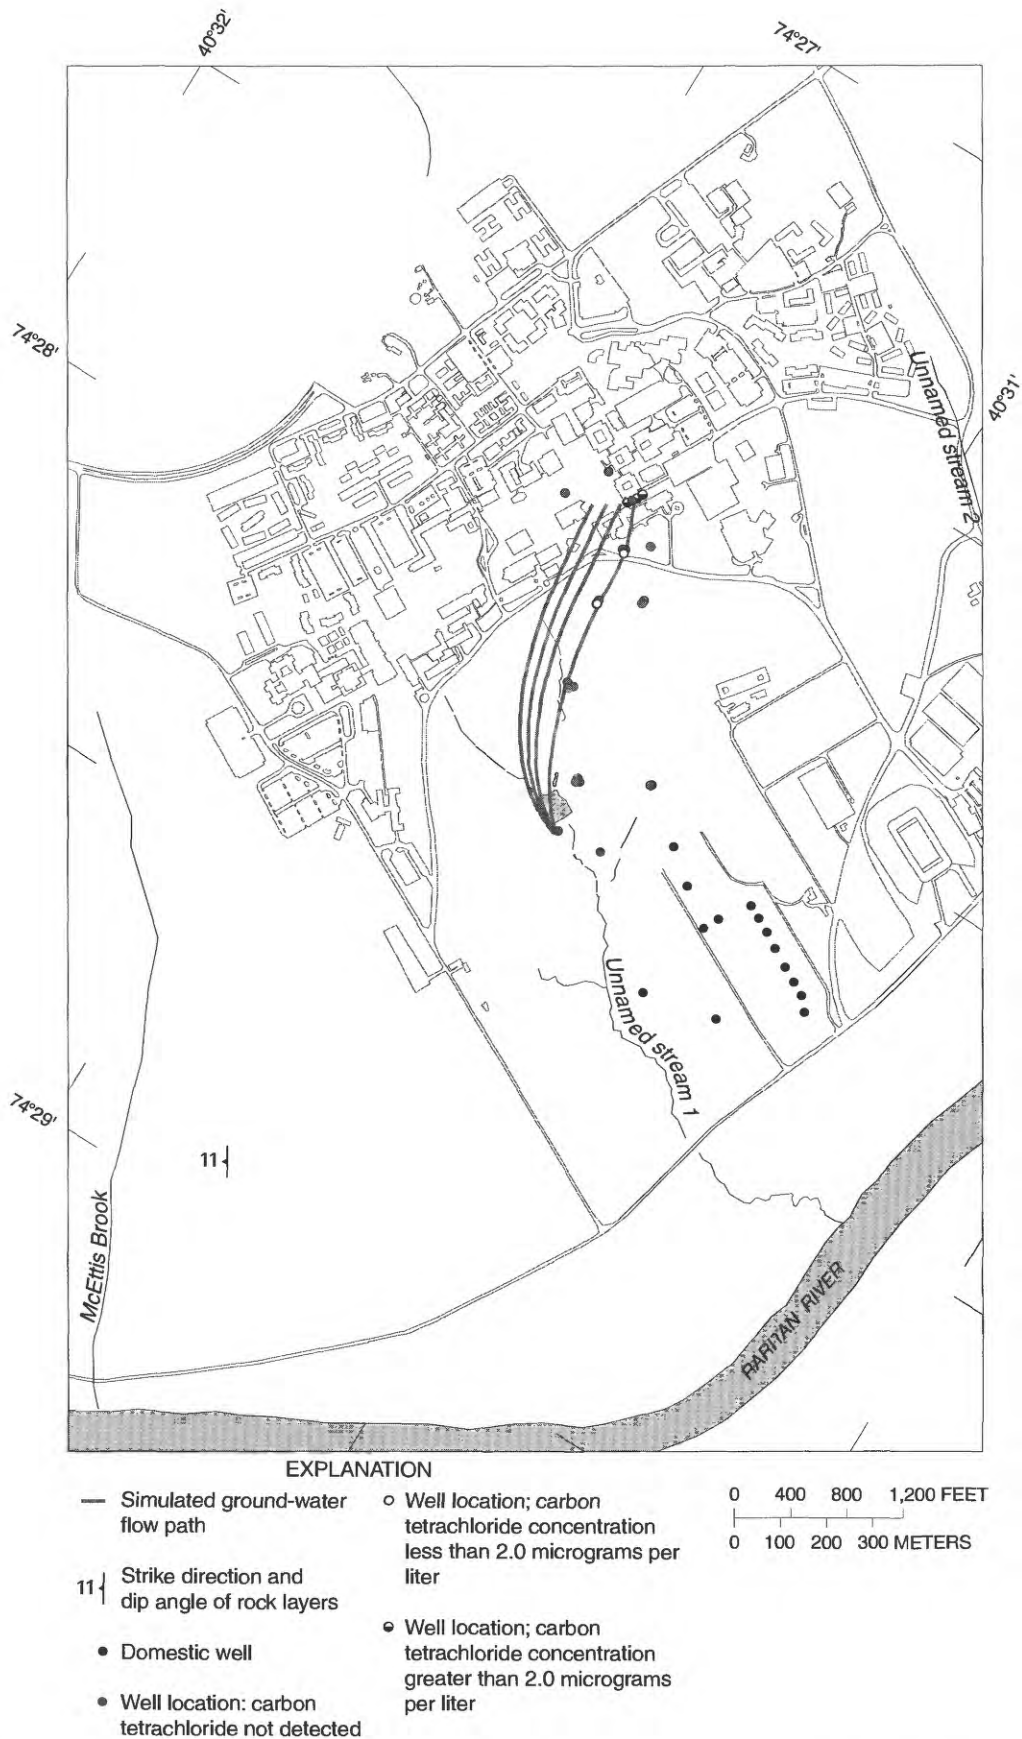 40°32'
74°27'
74°28'
40°31'
Unnamed stream 2
Unnamed stream 1
74°29'
11
McEttis Brook
RARITAN RIVER
EXPLANATION
Simulated ground-water
flow path
11
Strike direction and
dip angle of rock layers
Domestic well
Well location: carbon
tetrachloride not detected
Well location; carbon
tetrachloride concentration
less than 2.0 micrograms per
liter
Well location; carbon
tetrachloride concentration
greater than 2.0 micrograms
per liter
0 400 800 1,200 FEET
0 100 200 300 METERS